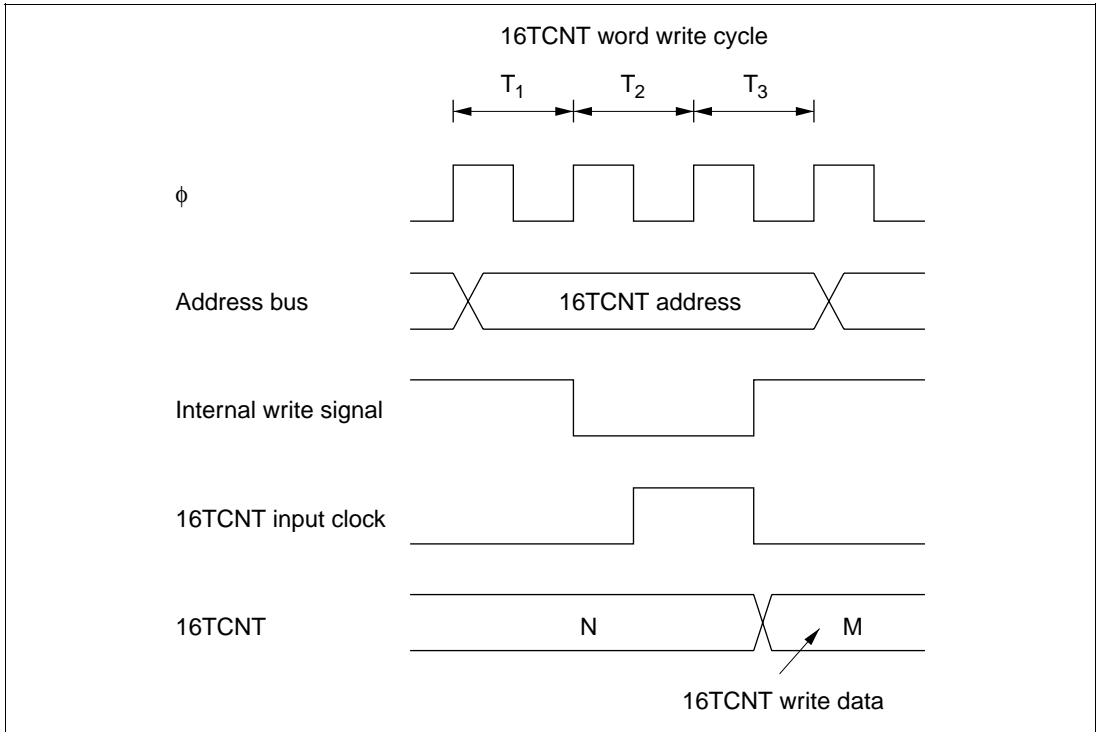 16TCNT word write cycle
T1 T2 T3
φ
Address bus
16TCNT address
Internal write signal
16TCNT input clock
16TCNT
N
M
16TCNT write data